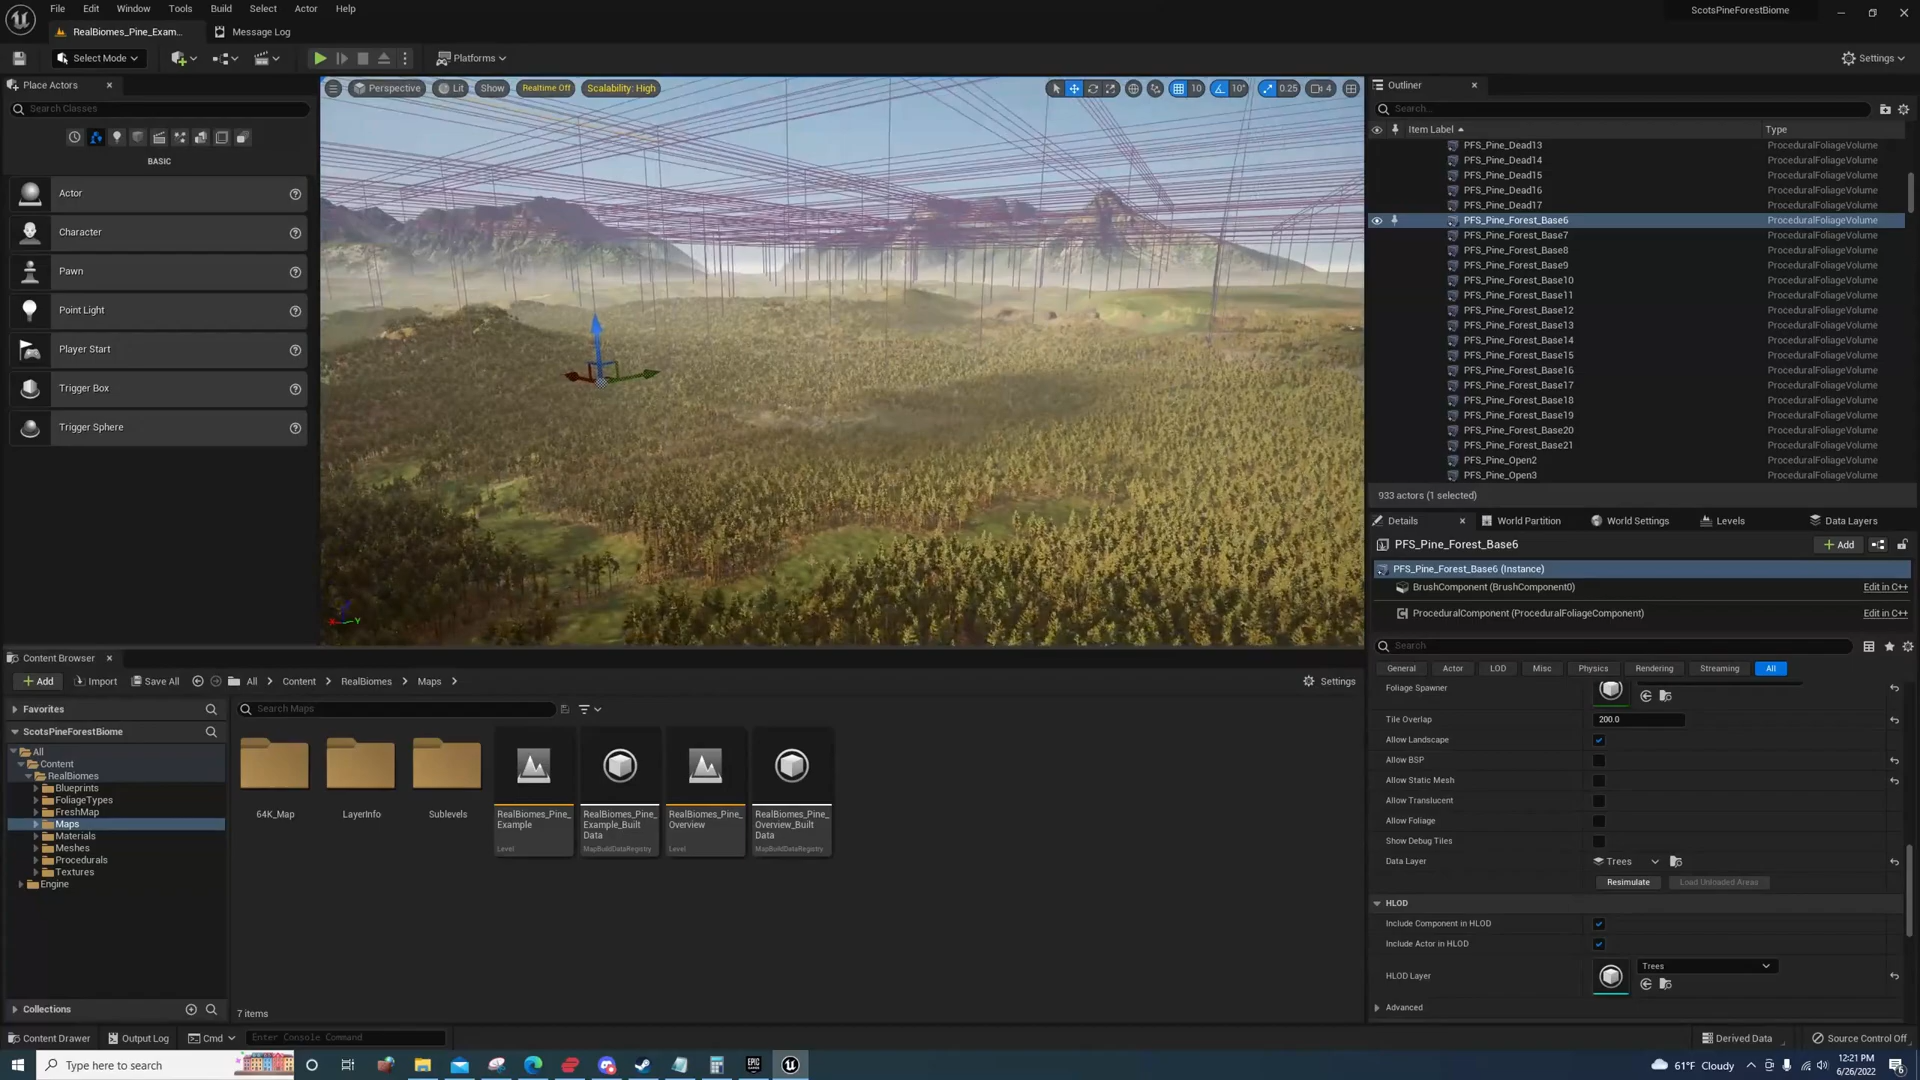 File Edit Window Tools Build Select Actor Help
ScotsPineForestBiome
RealBiomes_Pine_Exam...
Message Log
Select Mode
Platforms
Settings
Place Actors
Search Classes
BASIC
Actor
Character
Pawn
Point Light
Player Start
Trigger Box
Trigger Sphere
Perspective Lit Show Realtime Off Scalability: High
10 10° 0.25 4
Outliner
Search...
Item Label Type
PFS_Pine_Dead13 ProceduralFoliageVolume
PFS_Pine_Dead14 ProceduralFoliageVolume
PFS_Pine_Dead15 ProceduralFoliageVolume
PFS_Pine_Dead16 ProceduralFoliageVolume
PFS_Pine_Dead17 ProceduralFoliageVolume
PFS_Pine_Forest_Base6 ProceduralFoliageVolume
PFS_Pine_Forest_Base7 ProceduralFoliageVolume
PFS_Pine_Forest_Base8 ProceduralFoliageVolume
PFS_Pine_Forest_Base9 ProceduralFoliageVolume
PFS_Pine_Forest_Base10 ProceduralFoliageVolume
PFS_Pine_Forest_Base11 ProceduralFoliageVolume
PFS_Pine_Forest_Base12 ProceduralFoliageVolume
PFS_Pine_Forest_Base13 ProceduralFoliageVolume
PFS_Pine_Forest_Base14 ProceduralFoliageVolume
PFS_Pine_Forest_Base15 ProceduralFoliageVolume
PFS_Pine_Forest_Base16 ProceduralFoliageVolume
PFS_Pine_Forest_Base17 ProceduralFoliageVolume
PFS_Pine_Forest_Base18 ProceduralFoliageVolume
PFS_Pine_Forest_Base19 ProceduralFoliageVolume
PFS_Pine_Forest_Base20 ProceduralFoliageVolume
PFS_Pine_Forest_Base21 ProceduralFoliageVolume
PFS_Pine_Open2 ProceduralFoliageVolume
PFS_Pine_Open3 ProceduralFoliageVolume
933 actors (1 selected)
Details World Partition World Settings Levels Data Layers
PFS_Pine_Forest_Base6
Add
PFS_Pine_Forest_Base6 (Instance)
BrushComponent (BrushComponent0) Edit in C++
ProceduralComponent (ProceduralFoliageComponent) Edit in C++
Search
General Actor LOD Misc Physics Rendering Streaming All
Foliage Spawner
Tile Overlap 200.0
Allow Landscape
Allow BSP
Allow Static Mesh
Allow Translucent
Allow Foliage
Show Debug Tiles
Data Layer Trees
Resimulate Load Unloaded Areas
HLOD
Include Component in HLOD
Include Actor in HLOD
HLOD Layer Trees
Advanced
X Y
Content Browser
Add Import Save All All Content RealBiomes Maps Settings
Favorites
Search Maps
ScotsPineForestBiome
All
Content
RealBiomes
Blueprints
FoliageTypes
FreshMap
Maps
Materials
Meshes
Procedurals
Textures
Engine
Collections
64K_Map
LayerInfo
Sublevels
RealBiomes_Pine_
Example
Level
RealBiomes_Pine_
Example_Built
Data
MapBuildDataRegistry
RealBiomes_Pine_
Overview
Level
RealBiomes_Pine_
Overview_Built
Data
MapBuildDataRegistry
7 items
Content Drawer Output Log Cmd Enter Console Command
Derived Data Source Control Off
Type here to search
EPIC
61°F Cloudy
12:21 PM
6/26/2022
6